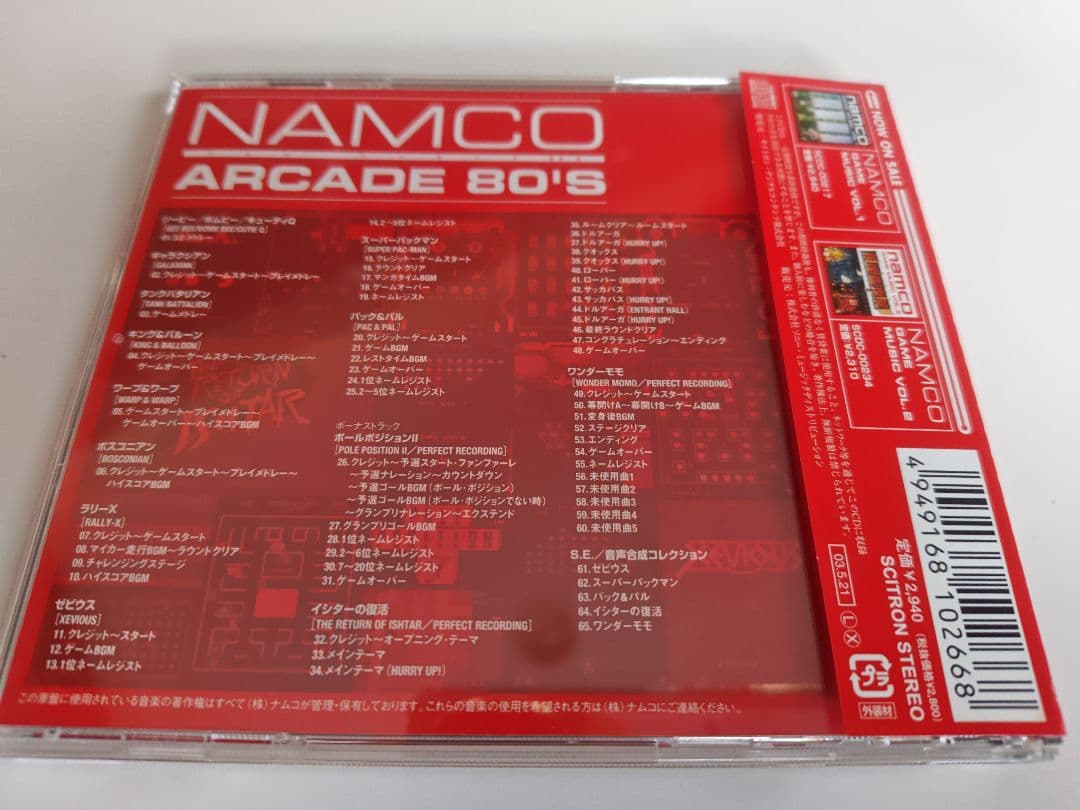 NAMCO
ARCADE 80'S
ジービー/ボムビー/キューティQ
[GEE BEE/BOMB BEE/CUTIE Q]
01.S.E.メドレー
ギャラクシアン
[GALAXIAN]
02.クレジット〜ゲームスタート〜プレイメドレー
タンクバタリアン
[TANK BATTALION]
03.ゲームメドレー
キング&バルーン
[KING & BALLOON]
04.クレジット〜ゲームスタート〜プレイメドレー〜
ゲームオーバー
ワープ&ワープ
[WARP & WARP]
05.ゲームスタート〜プレイメドレー〜
ゲームオーバー〜ハイスコアBGM
ボスコニアン
[BOSCONIAN]
06.クレジット〜ゲームスタート〜プレイメドレー〜
ハイスコアBGM
ラリーX
[RALLY-X]
07.クレジット〜ゲームスタート
08.マイカー走行BGM〜ラウンドクリア
09.チャレンジングステージ
10.ハイスコアBGM
ゼビウス
[XEVIOUS]
11.クレジット〜スタート
12.ゲームBGM
13.1位ネームレジスト
14.2〜5位ネームレジスト
スーパーパックマン
[SUPER PAC-MAN]
15.クレジット〜ゲームスタート
16.ラウンドクリア
17.マンガタイムBGM
18.ゲームオーバー
19.ネームレジスト
パック&パル
[PAC & PAL]
20.クレジット〜ゲームスタート
21.ゲームBGM
22.レストタイムBGM
23.ゲームオーバー
24.1位ネームレジスト
25.2〜5位ネームレジスト
ボーナストラック
ポールポジションII
[POLE POSITION II/PERFECT RECORDING]
26.クレジット〜予選スタート・ファンファーレ
〜予選ナレーション〜カウントダウン
〜予選ゴールBGM(ポール・ポジション)
〜予選ゴールBGM(ポール・ポジションでない時)
〜グランプリナレーション〜エクステンド
27.グランプリゴールBGM
28.1位ネームレジスト
29.2〜6位ネームレジスト
30.7〜20位ネームレジスト
31.ゲームオーバー
イシターの復活
[THE RETURN OF ISHTAR/PERFECT RECORDING]
32.クレジット〜オープニング・テーマ
33.メインテーマ
34.メインテーマ(HURRY UP!)
35.ルームクリアールームスタート
36.ドルアーガ
37.ドルアーガ(HURRY UP!)
38.クオックス
39.クオックス(HURRY UP!)
40.ローパー
41.ローパー(HURRY UP!)
42.サッカバス
43.サッカバス(HURRY UP!)
44.ドルアーガ(ENTRANT HALL)
45.ドルアーガ(HURRY UP!)
46.最終ラウンドクリア
47.コングラチュレーション〜エンディング
48.ゲームオーバー
ワンダーモモ
[WONDER MOMO/PERFECT RECORDING]
49.クレジット〜ゲームスタート
50.幕開けA〜幕開けB〜ゲームBGM
51.変身後BGM
52.ステージクリア
53.エンディング
54.ゲームオーバー
55.ネームレジスト
56.未使用曲1
57.未使用曲2
58.未使用曲3
59.未使用曲4
60.未使用曲5
S.E./音声合成コレクション
61.ゼビウス
62.スーパーパックマン
63.パック&パル
64.イシターの復活
65.ワンダーモモ
この原盤に使用されている音楽の著作権はすべて(株)ナムコが管理・保有しております。これらの音楽の使用を希望される方は(株)ナムコにご連絡ください。
NOW ON SALE
namco
NAMCO
GAME
MUSIC VOL.1
SCDC-00217
定価¥2,940
namco
NAMCO
GAME
MUSIC VOL.2
SCDC-00234
定価¥2,310
4 949168 102668
定価¥2,940(税抜価格¥2,800)
SCITRON STEREO
03.5.21
L
X
プラ
外装材